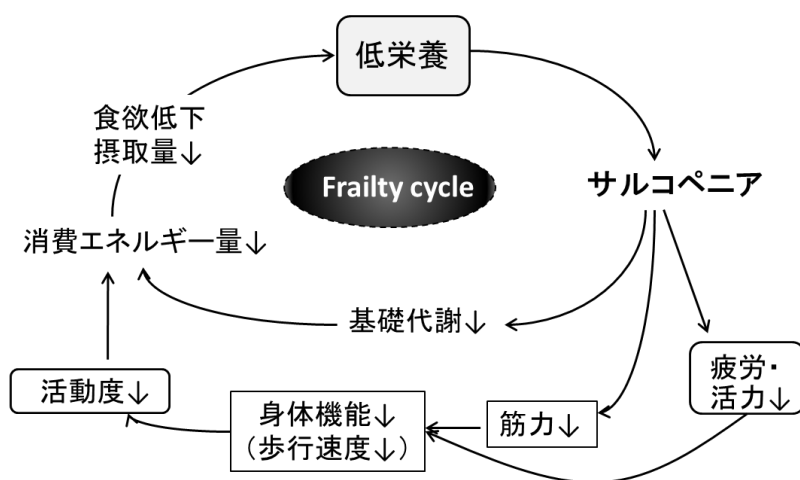 低栄養
食欲低下
摂取量↓
Frailty cycle
サルコペニア
消費エネルギー量↓
基礎代謝↓
疲労・
活力↓
活動度↓
身体機能↓
（歩行速度↓）
筋力↓